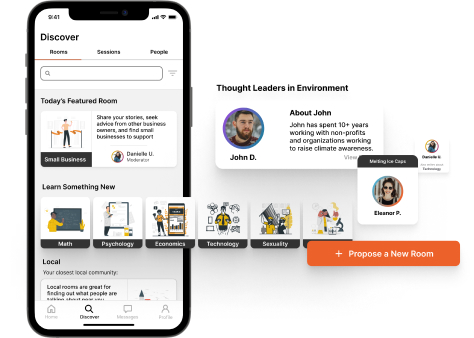 9:41
Discover
Rooms
Sessions
People
Today's Featured Room
Share your stories, seek
advice from other business
owners, and find small
businesses to support
Small Business
Danielle U.
Moderator
Learn Something New
Math
Psychology
Economics
Technology
Sexuality
Local
Your closest local community:
Local rooms are great for
finding out what people are
talking about near you
Home
Discover
Messages
Profile
Thought Leaders in Environment
About John
John has spent 10+ years
working with non-profits
and organizations working
to raise climate awareness.
John D.
View
Melting Ice Caps
Eleanor P.
Danielle U.
Technology
+ Propose a New Room